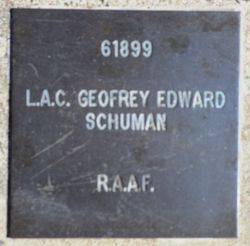 61899
L.A.C. GEOFREY EDWARD
SCHUMAN
R.A.A.F.